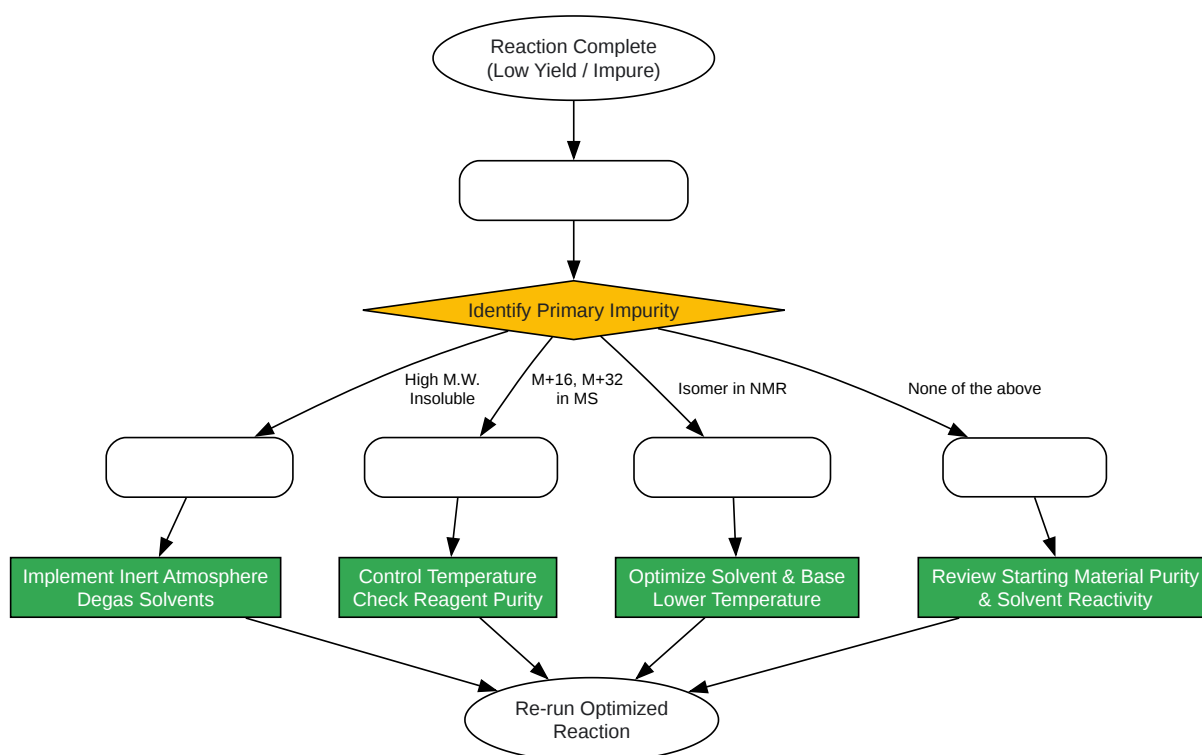 Reaction Complete
(Low Yield / Impure)
Identify Primary Impurity
High M.W.
Insoluble
M+16, M+32
in MS
Isomer in NMR
None of the above
Implement Inert Atmosphere
Degas Solvents
Control Temperature
Check Reagent Purity
Optimize Solvent & Base
Lower Temperature
Review Starting Material Purity
& Solvent Reactivity
Re-run Optimized
Reaction